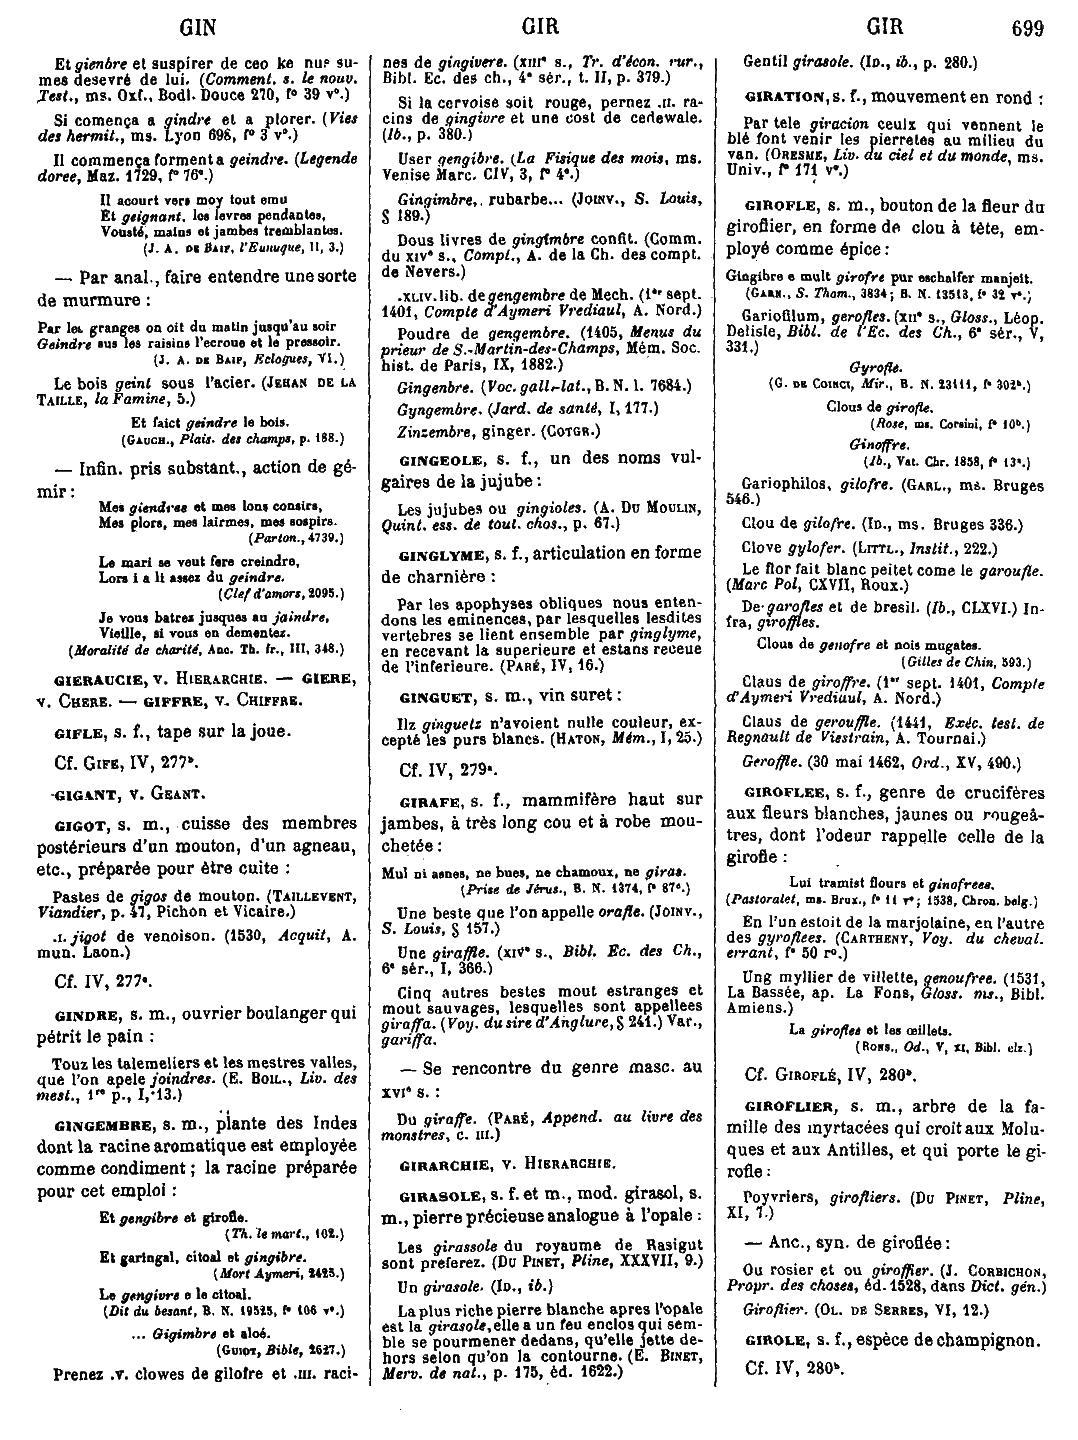 GIN
GIR
GIR
699
Et gienbre et suspirer de ceo ke nus su-
mes desevré de lui. (Comment. s. le nouv.
Test., ms. Oxf., Bodl. Douce 270, f° 39 v°.)
Si comença a gindre et a plorer. (Vies
des hermit., ms. Lyon 698, f° 3 v°.)
Il commença forment a geindre. (Legende
doree, Maz. 1729, f° 76ª.)
Il acourt vers moy tout emu
Et geignant, les levres pendantes,
Vousté, mains et jambes tremblantes.
(J. A. DE BAIF, l'Eunuque, II, 3.)
— Par anal., faire entendre une sorte
de murmure :
Par les granges on oit du matin jusqu'au soir
Geindre sus les raisins l'ecroue et le pressoir.
(J. A. DE BAIF, Eclogues, VI.)
Le bois geint sous l'acier. (JEHAN DE LA
TAILLE, la Famine, 5.)
Et faict geindre le bois.
(GAUCH., Plais. des champs, p. 188.)
— Infin. pris substant., action de gé-
mir :
Mes giendres et mes lons consirs,
Mes plors, mes lairmes, mes sospirs.
(Parton., 4739.)
Le mari se veut fere creindre,
Lors i a li assez du geindre.
(Clef d'amors, 2095.)
Je vous batres jusques au jaindre,
Vieille, si vous en dementez.
(Moralité de charité, Anc. Th. fr., III, 348.)
GIERAUCIE, V. HIERARCHIE. — GIERE,
V. CHERE. — GIFFRE, V. CHIFFRE.
GIFLE, s. f., tape sur la joue.
Cf. GIFE, IV, 277ᵇ.
GIGANT, V. GEANT.
GIGOT, s. m., cuisse des membres
postérieurs d'un mouton, d'un agneau,
etc., préparée pour être cuite :
Pastes de gigos de mouton. (TAILLEVENT,
Viandier, p. 47, Pichon et Vicaire.)
.I. jigot de venoison. (1530, Acquit, A.
mun. Laon.)
Cf. IV, 277ᵃ.
GINDRE, s. m., ouvrier boulanger qui
pétrit le pain :
Touz les talemeliers et les mestres valles,
que l'on apele joindres. (E. BOIL., Liv. des
mest., 1ʳᵉ p., I, 13.)
GINGEMBRE, s. m., plante des Indes
dont la racine aromatique est employée
comme condiment ; la racine préparée
pour cet emploi :
Et gengibre et girofle.
(Th. le mart., 102.)
Et garingal, citoal et gingibre.
(Mort Aymeri, 2423.)
Le gengivre e le citoal.
(Dit du besant, B. N. 19525, f° 106 v°.)
... Gigimbre et aloé.
(GUIOT, Bible, 2627.)
Prenez .V. clowes de gilofre et .III. raci-
nes de gingivere. (XIIIᵉ s., Tr. d'écon. rur.,
Bibl. Ec. des ch., 4ᵉ sér., t. II, p. 379.)
Si la cervoise soit rouge, pernez .II. ra-
cins de gingivre et une cost de cedewale.
(Ib., p. 380.)
User gengibre. (La Fisique des mois, ms.
Venise Marc. CIV, 3, f° 4ᵉ.)
Gingimbre, rubarbe... (JOINV., S. Louis,
§ 189.)
Dous livres de gingimbre confit. (Comm.
du XIVᵉ s., Compt., A. de la Ch. des compt.
de Nevers.)
.XLIV. lib. de gengembre de Mech. (1ᵉʳ sept.
1401, Compte d'Aymeri Vrediaul, A. Nord.)
Poudre de gengembre. (1405, Menus du
prieur de S.-Martin-des-Champs, Mém. Soc.
hist. de Paris, IX, 1882.)
Gingenbre. (Voc. gall.-lat., B. N. l. 7684.)
Gyngembre. (Jard. de santé, I, 177.)
Zinzembre, ginger. (COTGR.)
GINGEOLE, s. f., un des noms vul-
gaires de la jujube :
Les jujubes ou gingioles. (A. DU MOULIN,
Quint. ess. de tout. chos., p. 67.)
GINGLYME, s. f., articulation en forme
de charnière :
Par les apophyses obliques nous enten-
dons les eminences, par lesquelles lesdites
vertebres se lient ensemble par ginglyme,
en recevant la superieure et estans receue
de l'inferieure. (PARÉ, IV, 16.)
GINGUET, s. m., vin suret :
Ilz ginguetz n'avoient nulle couleur, ex-
cepté les purs blancs. (HATON, Mém., I, 25.)
Cf. IV, 279ᵃ.
GIRAFE, s. f., mammifère haut sur
jambes, à très long cou et à robe mou-
chetée :
Mul ni asnes, ne bues, ne chamoux, ne giras.
(Prise de Jérus., B. N. 1374, f° 87ᶜ.)
Une beste que l'on appelle orafle. (JOINV.,
S. Louis, § 157.)
Une giraffle. (XIVᵉ s., Bibl. Ec. des Ch.,
6ᵉ sér., I, 366.)
Cinq autres bestes mout estranges et
mout sauvages, lesquelles sont appellees
giraffa. (Voy. du sire d'Anglure, § 241.) Var.,
gariffa.
— Se rencontre du genre masc. au
XVIᵉ s. :
Du giraffe. (PARÉ, Append. au livre des
monstres, c. III.)
GIRARCHIE, V. HIERARCHIE.
GIRASOLE, s. f. et m., mod. girasol, s.
m., pierre précieuse analogue à l'opale :
Les girassole du royaume de Rasigut
sont preferez. (DU PINET, Pline, XXXVII, 9.)
Un girasole. (ID., ib.)
La plus riche pierre blanche apres l'opale
est la girasole, elle a un feu enclos qui sem-
ble se pourmener dedans, qu'elle jette de-
hors selon qu'on la contourne. (E. BINET,
Merv. de nat., p. 175, éd. 1622.)
Gentil girasole. (ID., ib., p. 280.)
GIRATION, s. f., mouvement en rond :
Par tele giracion ceulx qui vennent le
blé font venir les pierretes au milieu du
van. (ORESME, Liv. du ciel et du monde, ms.
Univ., f° 171 v°.)
GIROFLE, s. m., bouton de la fleur du
giroflier, en forme de clou à tête, em-
ployé comme épice :
Gingibre e mult girofre pur eschalfer manjeit.
(GARN., S. Thom., 3834; B. N. 13513, f° 32 v°.)
Gariofilum, gerofles. (XIIᵉ s., Gloss., Léop.
Delisle, Bibl. de l'Ec. des Ch., 6ᵉ sér., V,
331.)
Gyrofle.
(G. DE COINCI, Mir., B. N. 23111, f° 302ᵇ.)
Clous de girofle.
(Rose, ms. Corsini, f° 10ᵇ.)
Ginoffre.
(Ib., Vat. Chr. 1858, f° 13ᵃ.)
Gariophilos, gilofre. (GARL., ms. Bruges
546.)
Clou de gilofre. (ID., ms. Bruges 336.)
Clove gylofer. (LITTL., Instit., 222.)
Le flor fait blanc peitet come le garoufle.
(Marc Pol, CXVII, Roux.)
De garofles et de bresil. (Ib., CLXVI.) In-
fra, giroffles.
Clous de genofre et nois mugates.
(Gilles de Chin, 593.)
Claus de giroffre. (1ᵉʳ sept. 1401, Compte
d'Aymeri Vrediaul, A. Nord.)
Claus de gerouffle. (1441, Exéc. test. de
Regnault de Viestrain, A. Tournai.)
Geroffle. (30 mai 1462, Ord., XV, 490.)
GIROFLEE, s. f., genre de crucifères
aux fleurs blanches, jaunes ou rougeâ-
tres, dont l'odeur rappelle celle de la
girofle :
Lui tramist flours et ginofrees.
(Pastoralet, ms. Brux., f° 11 r°; 1538, Chron. belg.)
En l'un estoit de la marjolaine, en l'autre
des gyroflees. (CARTHENY, Voy. du cheval.
errant, f° 50 r°.)
Ung myllier de villette, genoufree. (1531,
La Bassée, ap. La Fons, Gloss. ms., Bibl.
Amiens.)
La giroflee et les œillets.
(RONS., Od., V, XI, Bibl. elz.)
Cf. GIROFLÉ, IV, 280ᵇ.
GIROFLIER, s. m., arbre de la fa-
mille des myrtacées qui croit aux Molu-
ques et aux Antilles, et qui porte le gi-
rofle :
Poyvriers, girofliers. (DU PINET, Pline,
XI, 7.)
— Anc., syn. de giroflée :
Ou rosier et ou giroffier. (J. CORBICHON,
Propr. des choses, éd. 1528, dans Dict. gén.)
Giroflier. (OL. DE SERRES, VI, 12.)
GIROLE, s. f., espèce de champignon.
Cf. IV, 280ᵇ.